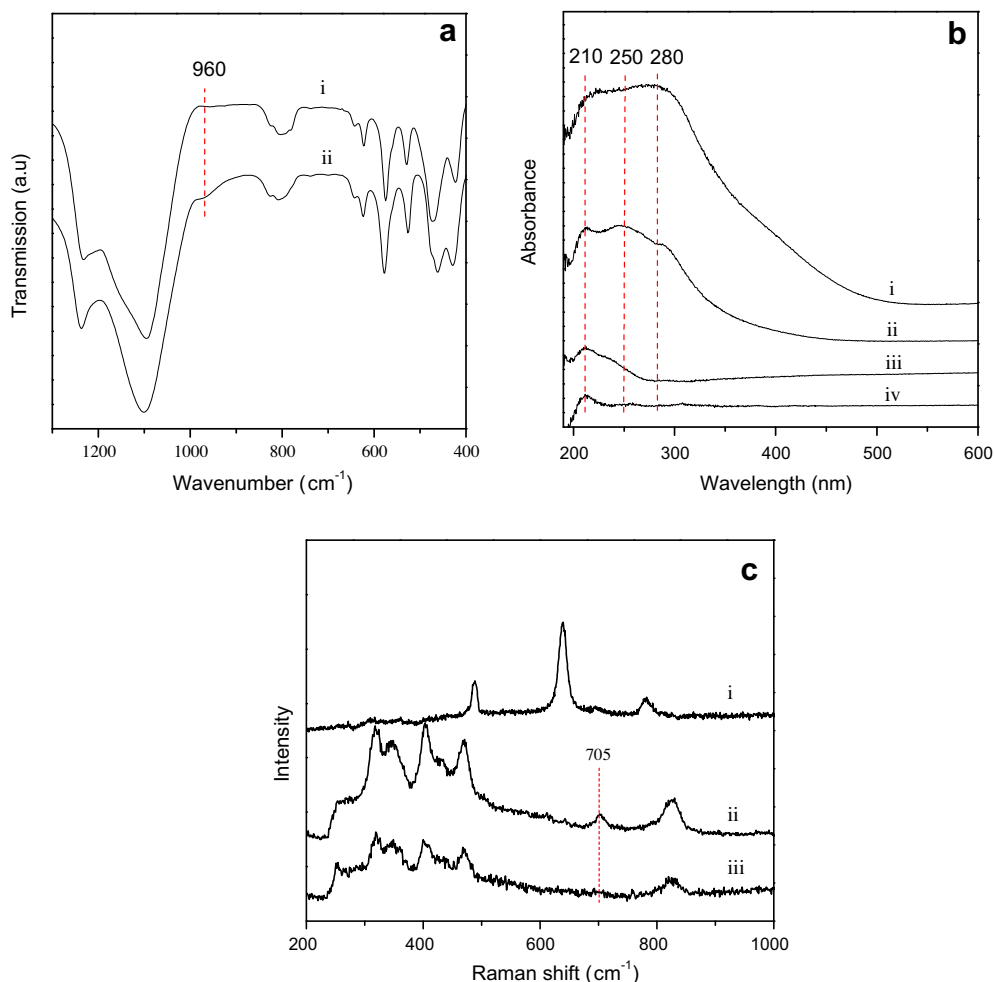 a
960
i
ii
Transmission (a.u)
1200 1000 800 600 400
Wavenumber (cm-1)
b
210 250 280
i
ii
iii
iv
Absorbance
200 300 400 500 600
Wavelength (nm)
c
i
705
ii
iii
Intensity
200 400 600 800 1000
Raman shift (cm-1)